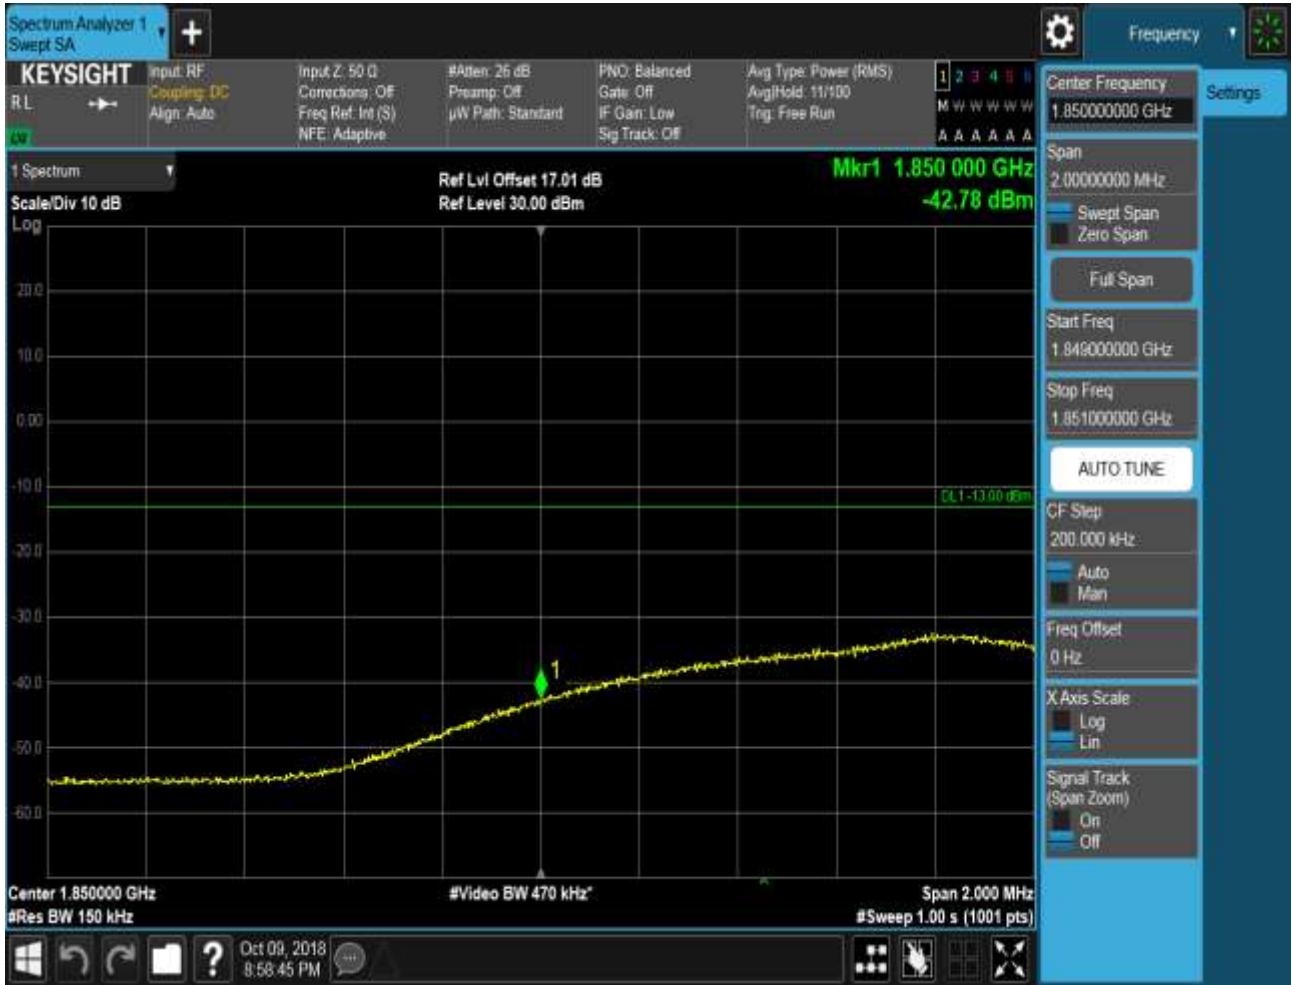 Spectrum Analyzer 1
Swept SA
Frequency
KEYSIGHT
R L
Input: RF
Coupling: DC
Align: Auto
Input Z: 50 Ω
Corrections: Off
Freq Ref: Int (S)
NFE: Adaptive
#Atten: 26 dB
Preamp: Off
µW Path: Standard
PNO: Balanced
Gate: Off
IF Gain: Low
Sig Track: Off
Avg Type: Power (RMS)
Avg|Hold: 11/100
Trig: Free Run
1 2 3 4 5 6
M W W W W W
A A A A A A
1 Spectrum
Scale/Div 10 dB
Log
Ref Lvl Offset 17.01 dB
Ref Level 30.00 dBm
Mkr1 1.850 000 GHz
-42.78 dBm
20.0
10.0
0.00
-10.0
DL1 -13.00 dBm
-20.0
-30.0
1
-40.0
-50.0
-60.0
Center 1.850000 GHz
#Video BW 470 kHz*
Span 2.000 MHz
#Res BW 150 kHz
#Sweep 1.00 s (1001 pts)
Oct 09, 2018
8:58:45 PM
Center Frequency
1.850000000 GHz
Settings
Span
2.00000000 MHz
Swept Span
Zero Span
Full Span
Start Freq
1.849000000 GHz
Stop Freq
1.851000000 GHz
AUTO TUNE
CF Step
200.000 kHz
Auto
Man
Freq Offset
0 Hz
X Axis Scale
Log
Lin
Signal Track
(Span Zoom)
On
Off